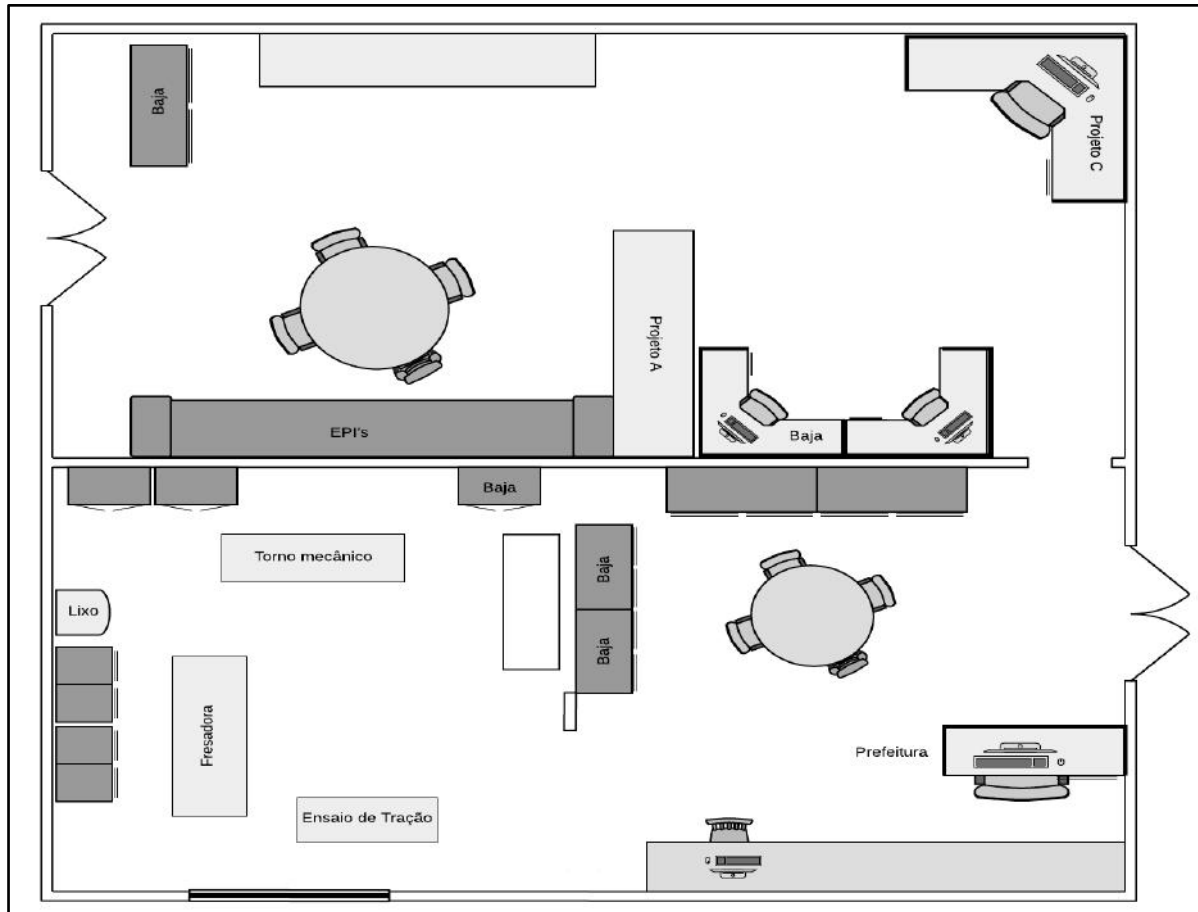 Baja
Projeto C
Projeto A
EPI's
Baja
Baja
Torno mecânico
Baja
Lixo
Baja
Fresadora
Prefeitura
Ensaio de Tração